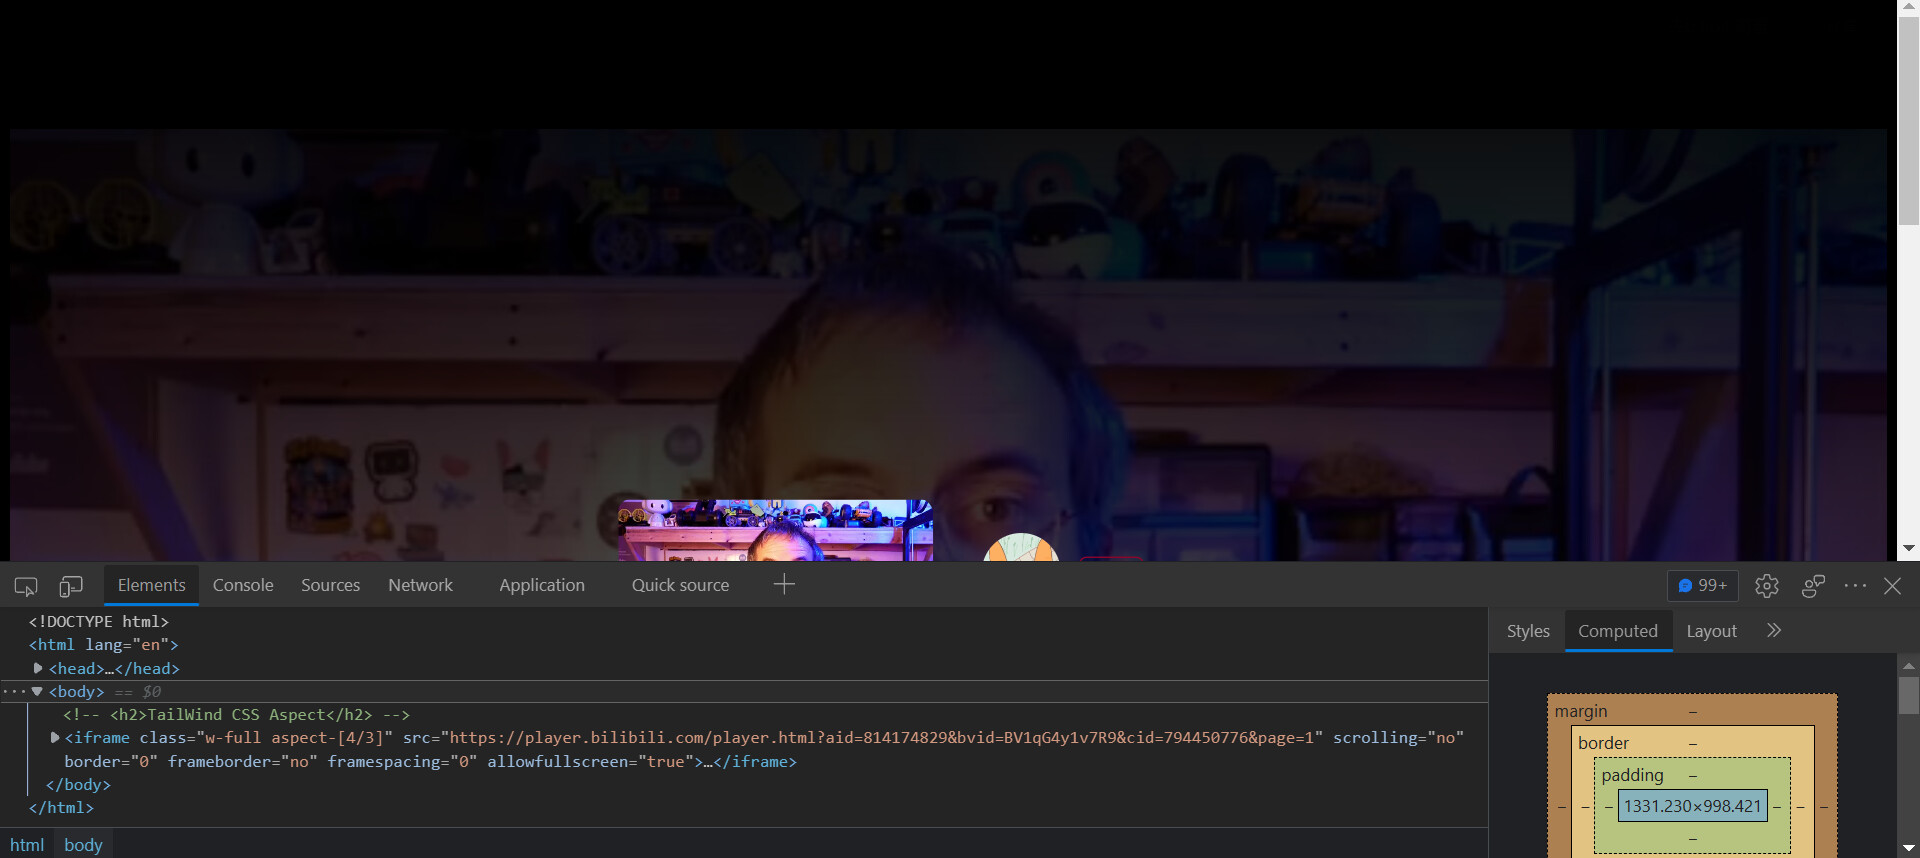 Elements
Console
Sources
Network
Application
Quick source
99+
<!DOCTYPE html>
<html lang="en">
<head>…</head>
··· <body> == $0
<!-- <h2>TailWind CSS Aspect</h2> -->
<iframe class="w-full aspect-[4/3]" src="https://player.bilibili.com/player.html?aid=814174829&bvid=BV1qG4y1v7R9&cid=794450776&page=1" scrolling="no"
border="0" frameborder="no" framespacing="0" allowfullscreen="true">…</iframe>
</body>
</html>
html body
Styles
Computed
Layout
margin –
border –
padding –
– – – 1331.230×998.421 – – –
–